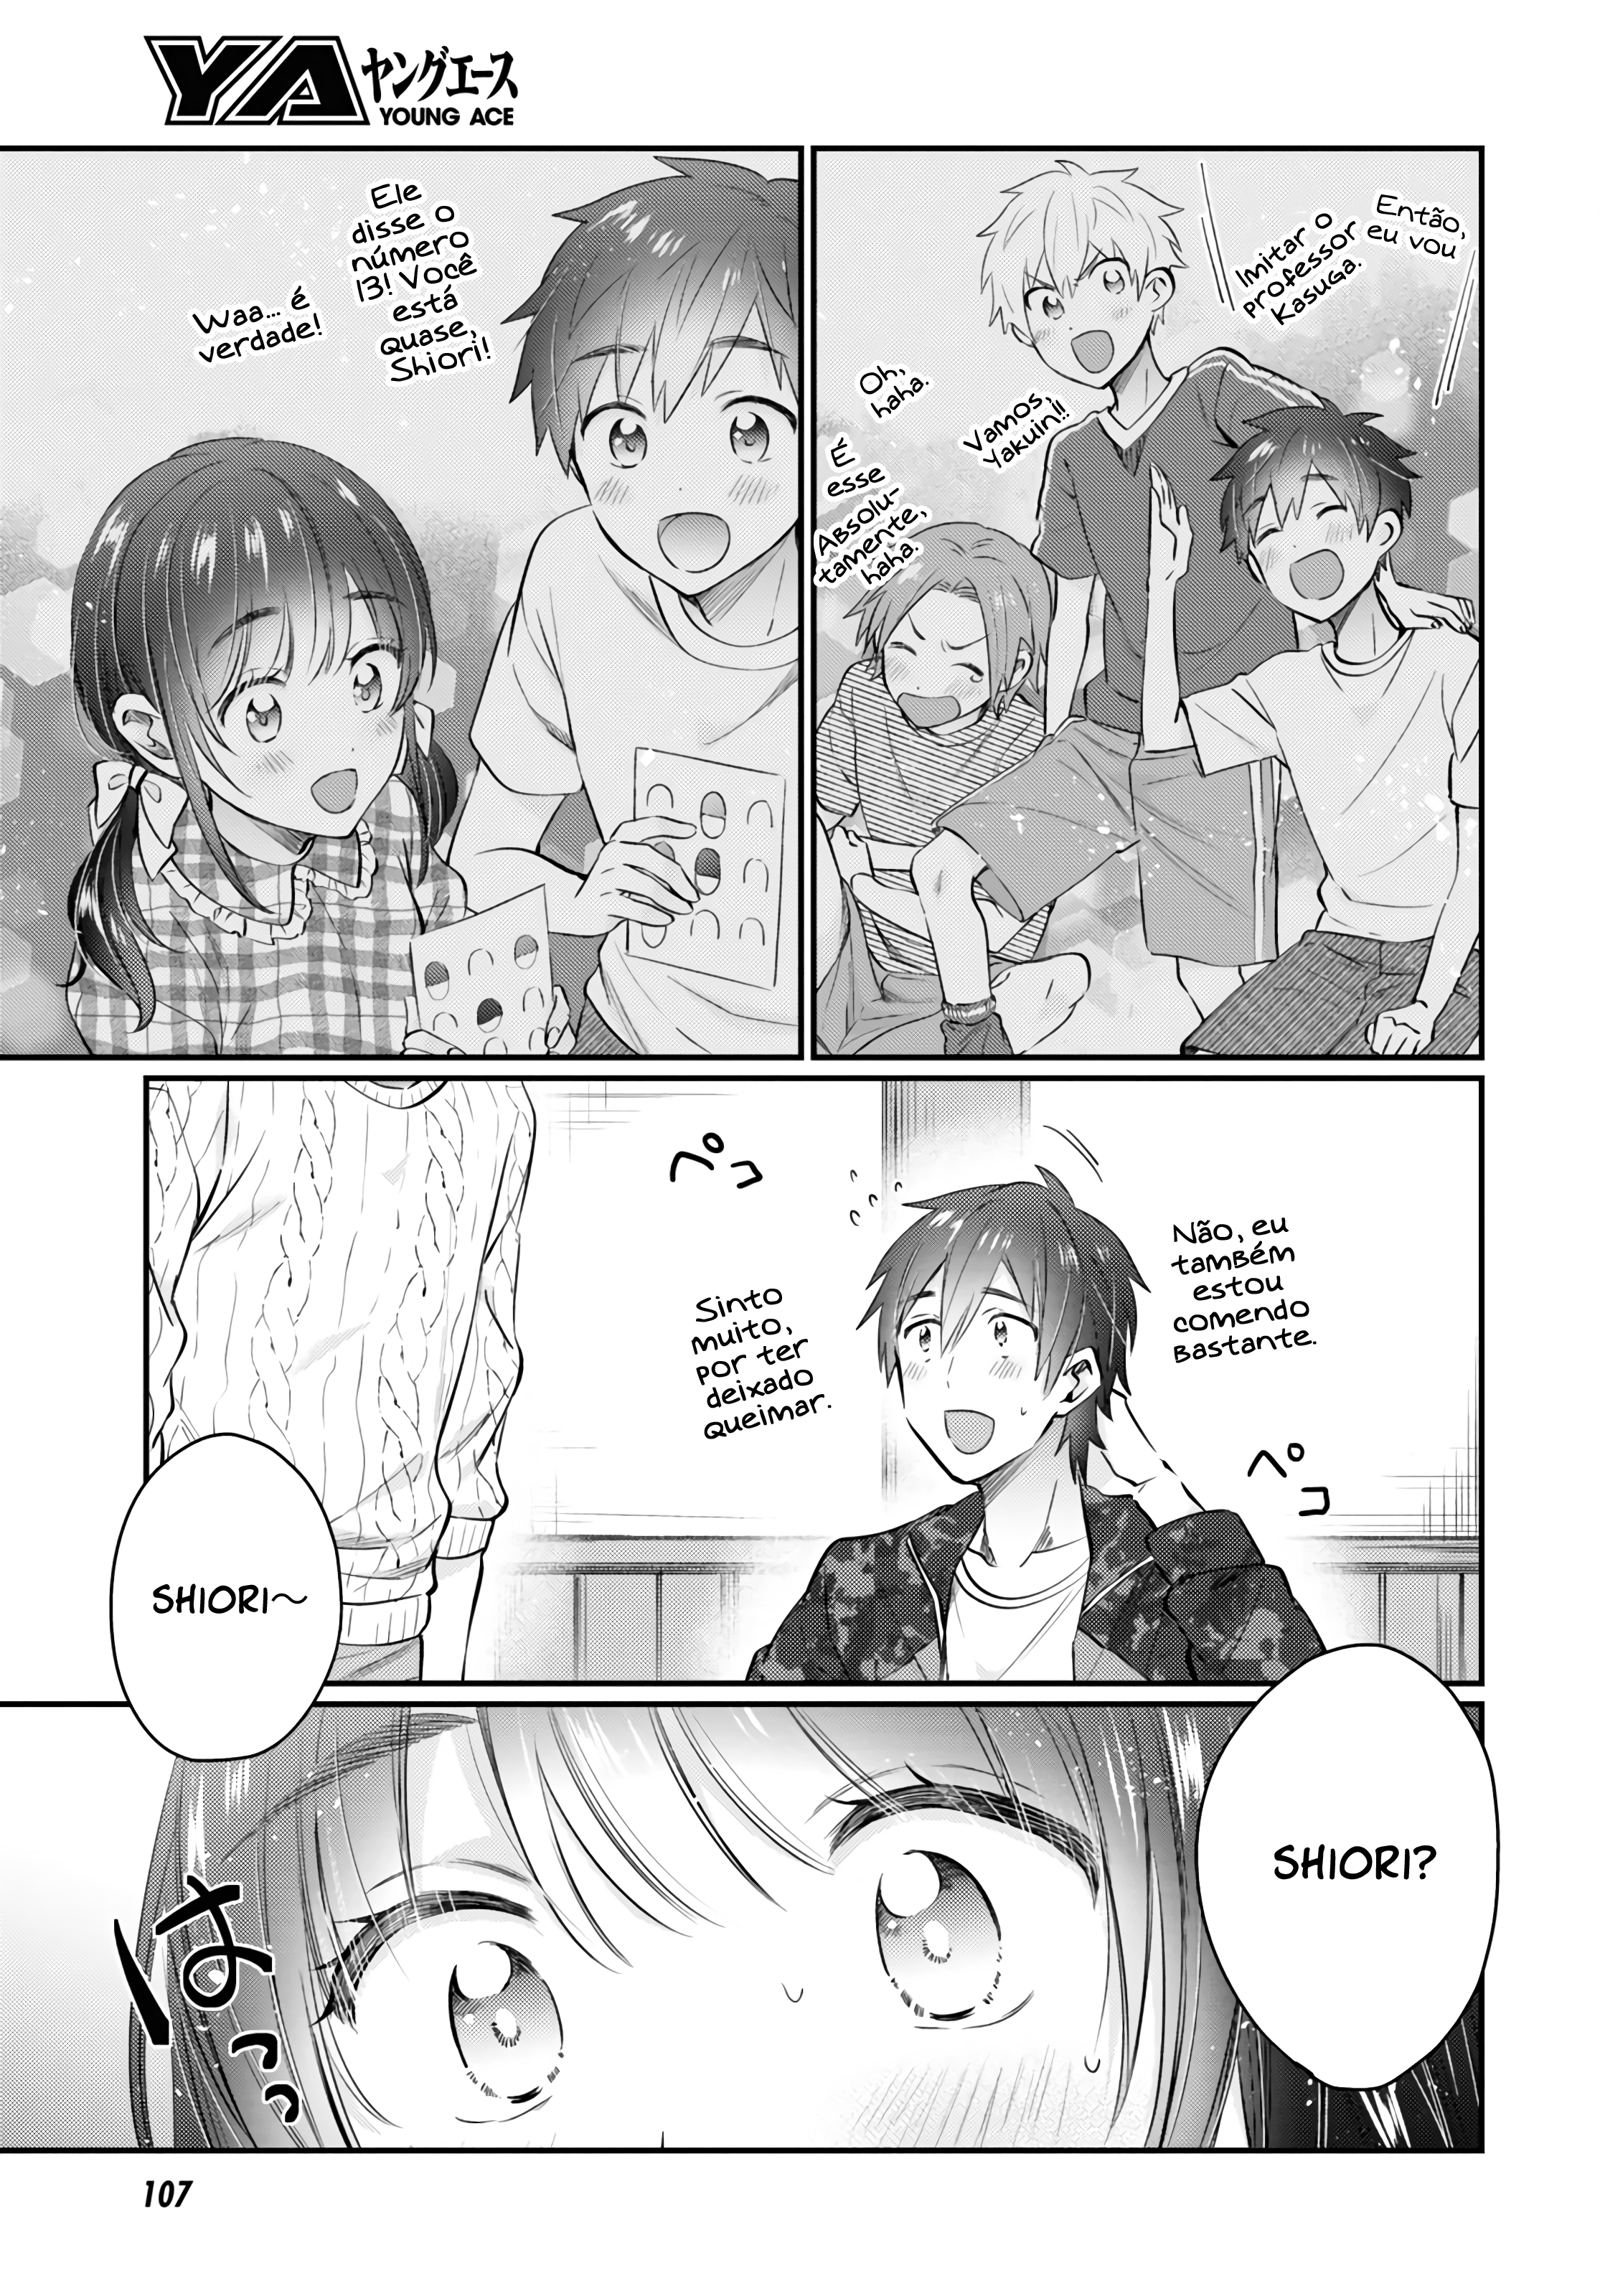 YA ヤングエース
YOUNG ACE
Então,
eu vou
Imitar o
professor
Kasuga.
Vamos,
Yakuin!!
Oh,
haha.
É
esse
Absolu-
tamente,
haha.
Ele
disse o
número
13! Você
está
quase,
Shiori!
Waa... é
verdade!
Não, eu
também
estou
comendo
bastante.
ペコ
Sinto
muito,
por ter
deixado
queimar.
ペコ
SHIORI～
SHIORI?
はっ
107